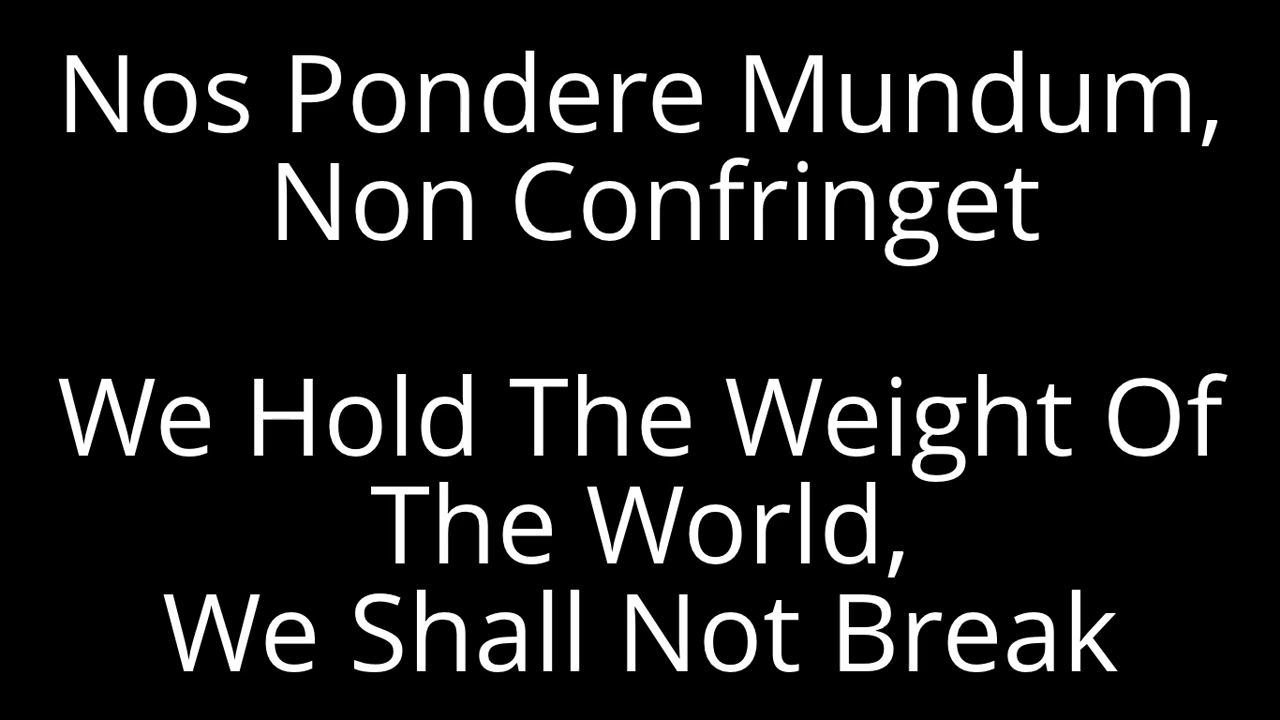 Nos Pondere Mundum,
Non Confringet
We Hold The Weight Of
The World,
We Shall Not Break